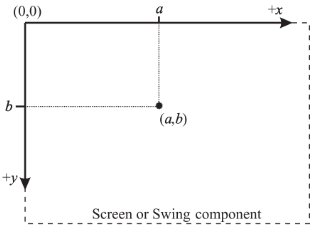 (0,0)
a
+x
b
(a,b)
+y
Screen or Swing component